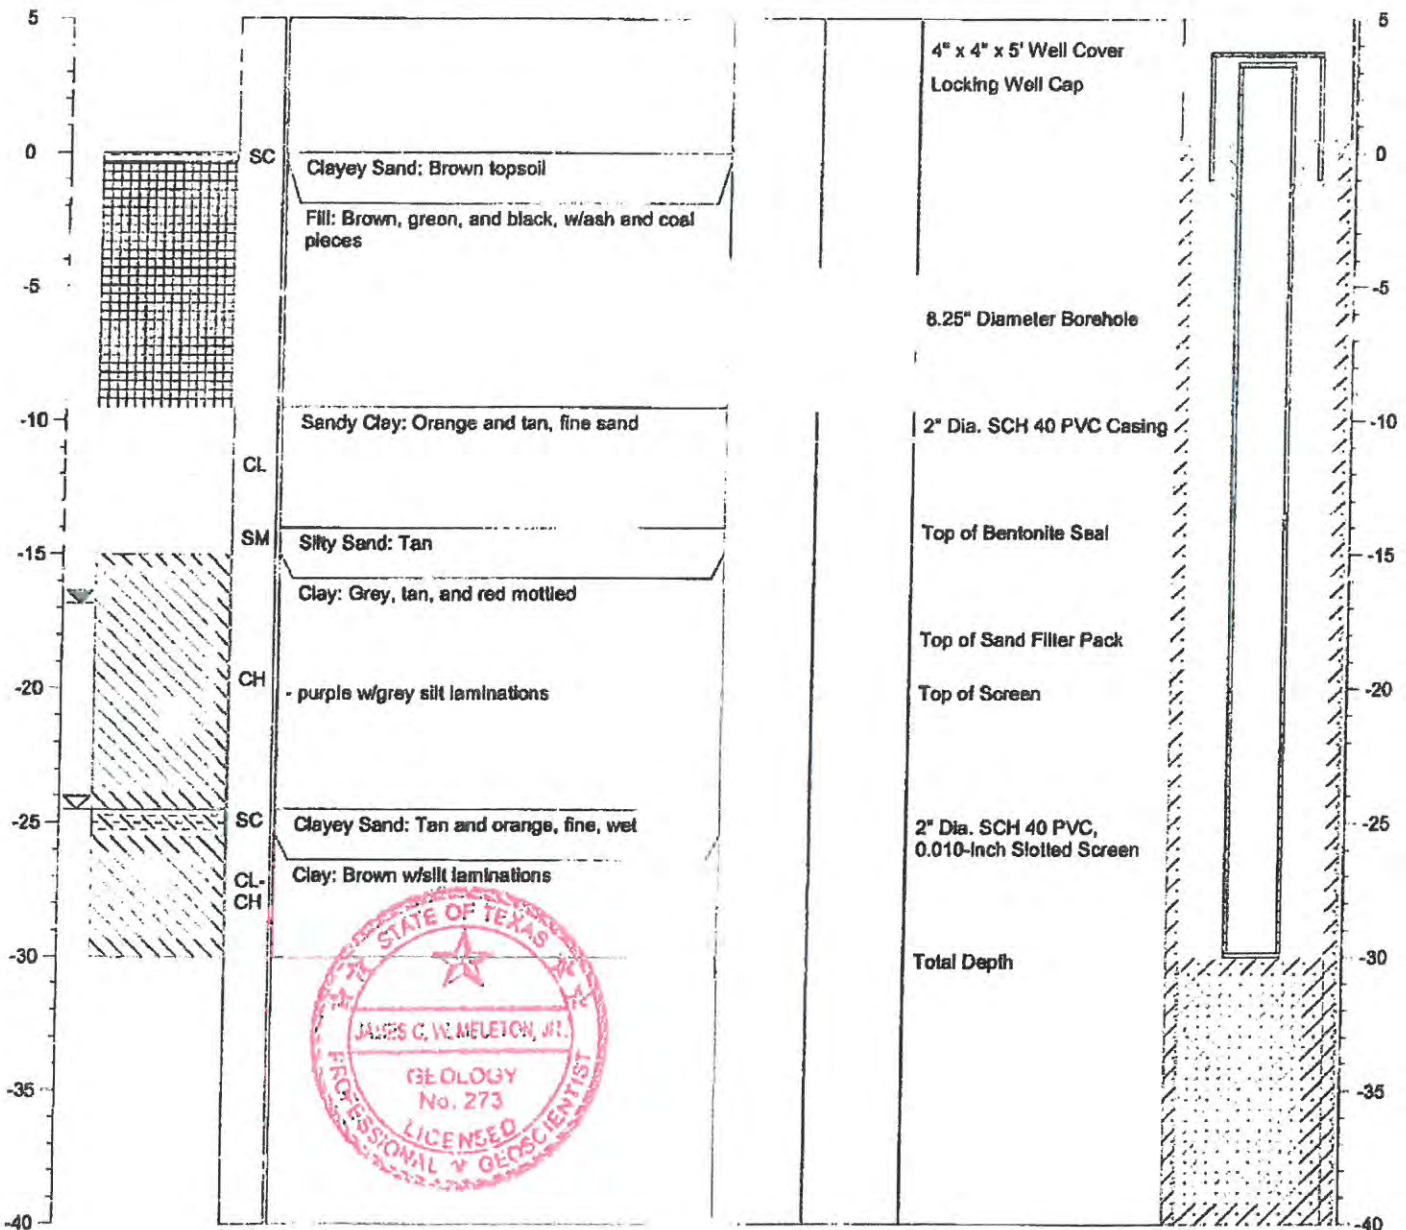 5
0
-5
-10
-15
-20
-25
-30
-35
-40
SC
CL
SM
CH
SC
CL-
CH
Clayey Sand: Brown topsoil
Fill: Brown, green, and black, w/ash and coal
pieces
Sandy Clay: Orange and tan, fine sand
Silty Sand: Tan
Clay: Grey, tan, and red mottled
- purple w/grey silt laminations
Clayey Sand: Tan and orange, fine, wet
Clay: Brown w/silt laminations
STATE OF TEXAS
GEOLOGY
No. 273
LICENSED
PROFESSIONAL GEOSCIENTIST
4" x 4" x 5' Well Cover
Locking Well Cap
8.25" Diameter Borehole
2" Dia. SCH 40 PVC Casing
Top of Bentonite Seal
Top of Sand Filter Pack
Top of Screen
2" Dia. SCH 40 PVC,
0.010-Inch Slotted Screen
Total Depth
5
0
-5
-10
-15
-20
-25
-30
-35
-40